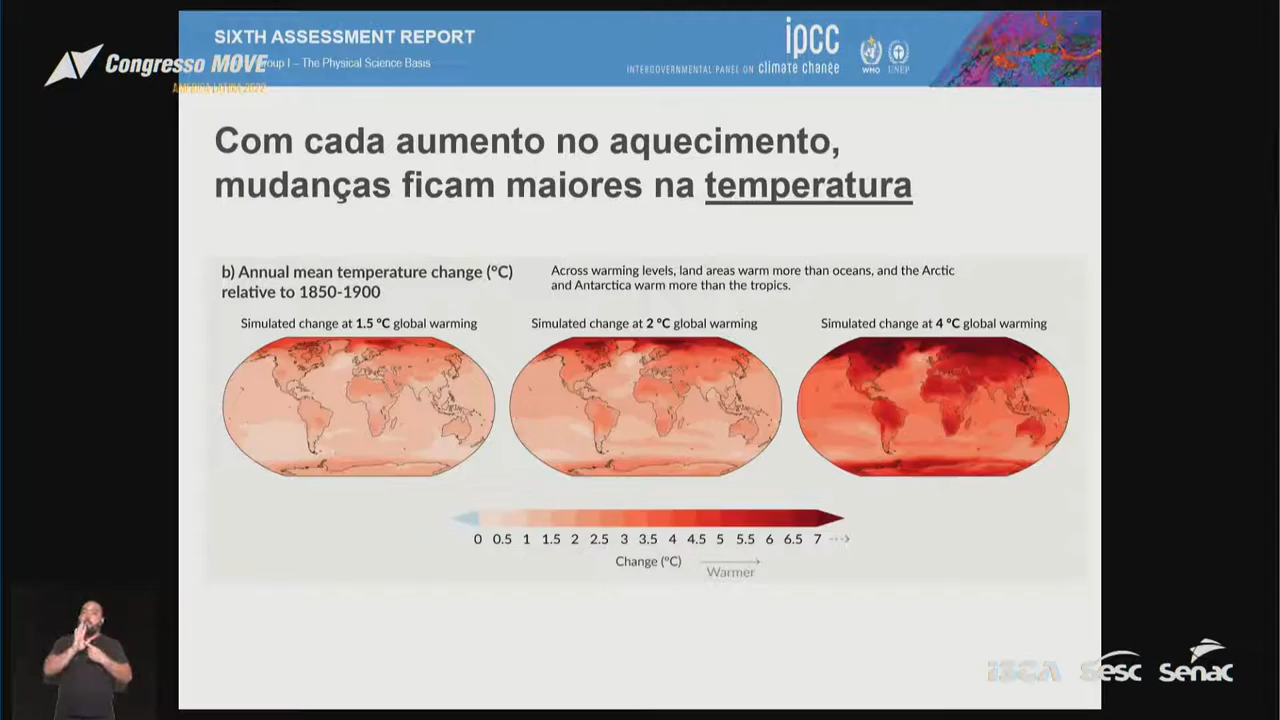 SIXTH ASSESSMENT REPORT
Congresso MOVE
oup I – The Physical Science Basis
AMÉRICA LATINA 2022
ipcc
INTERGOVERNMENTAL PANEL ON climate change
WMO
UNEP
Com cada aumento no aquecimento,
mudanças ficam maiores na temperatura
b) Annual mean temperature change (°C)
relative to 1850-1900
Across warming levels, land areas warm more than oceans, and the Arctic
and Antarctica warm more than the tropics.
Simulated change at 1.5 °C global warming
Simulated change at 2 °C global warming
Simulated change at 4 °C global warming
0 0.5 1 1.5 2 2.5 3 3.5 4 4.5 5 5.5 6 6.5 7
Change (°C)
Warmer
ISCA
Sesc
Senac